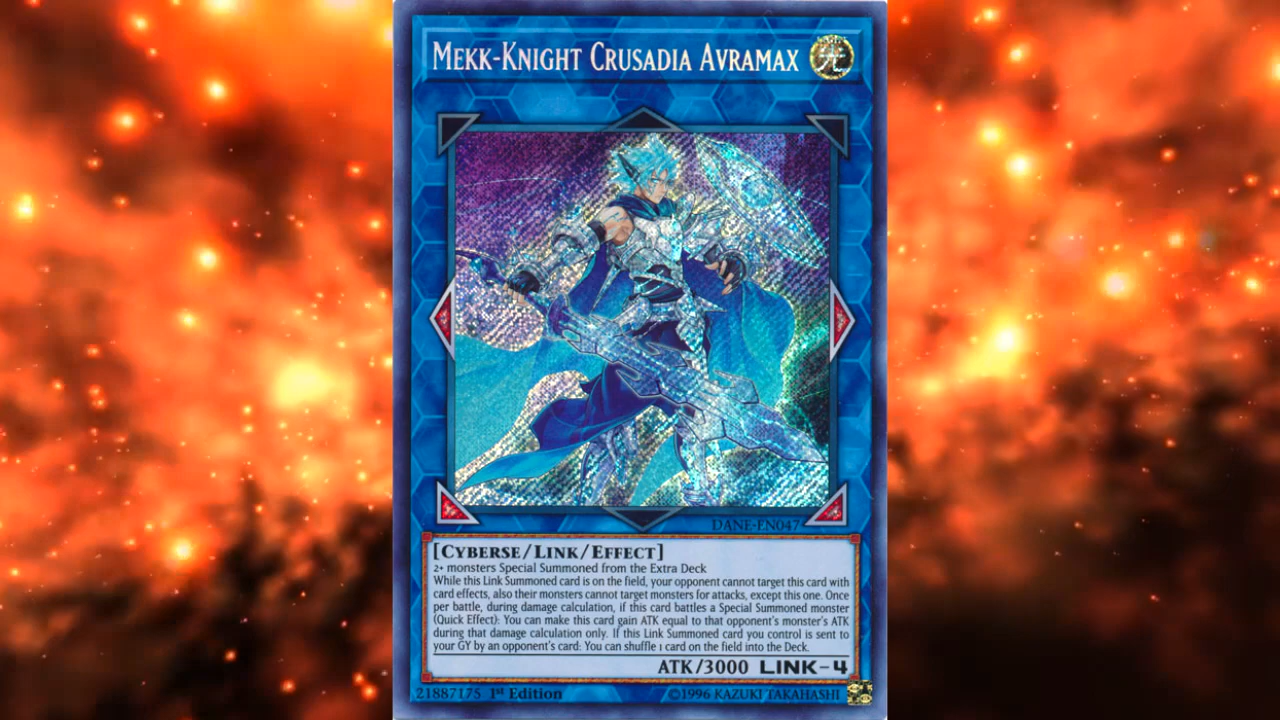 MEKK-KNIGHT CRUSADIA AVRAMAX 光
DANE-EN047
[CYBERSE/LINK/EFFECT]
2+ monsters Special Summoned from the Extra Deck
While this Link Summoned card is on the field, your opponent cannot target this card with
card effects, also their monsters cannot target monsters for attacks, except this one. Once
per battle, during damage calculation, if this card battles a Special Summoned monster
(Quick Effect): You can make this card gain ATK equal to that opponent's monster's ATK
during that damage calculation only. If this Link Summoned card you control is sent to
your GY by an opponent's card: You can shuffle 1 card on the field into the Deck.
ATK/3000 LINK-4
21887175 1st Edition ©1996 KAZUKI TAKAHASHI